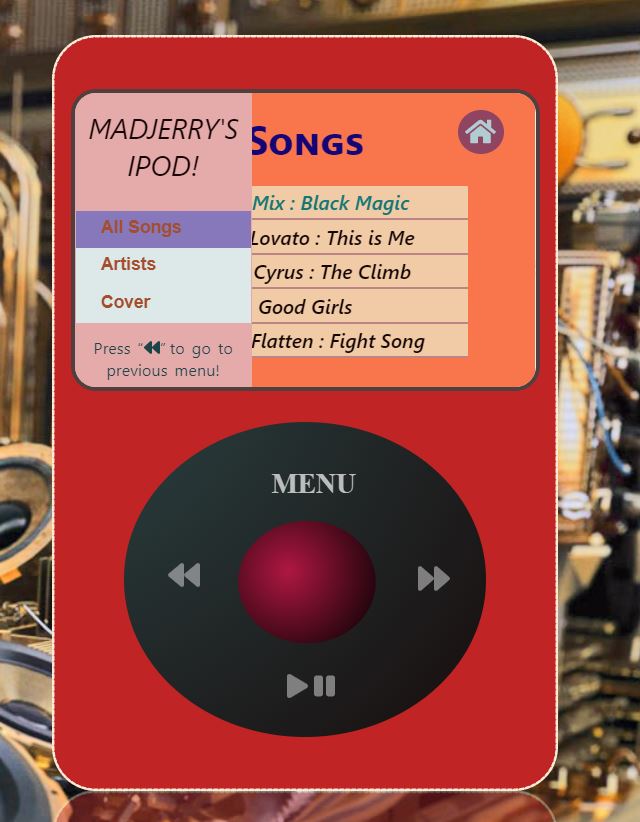 MADJERRY'S
IPOD!
Songs
All Songs
Artists
Cover
Press "" to go to
previous menu!
Mix : Black Magic
Lovato : This is Me
Cyrus : The Climb
Good Girls
Flatten : Fight Song
MENU